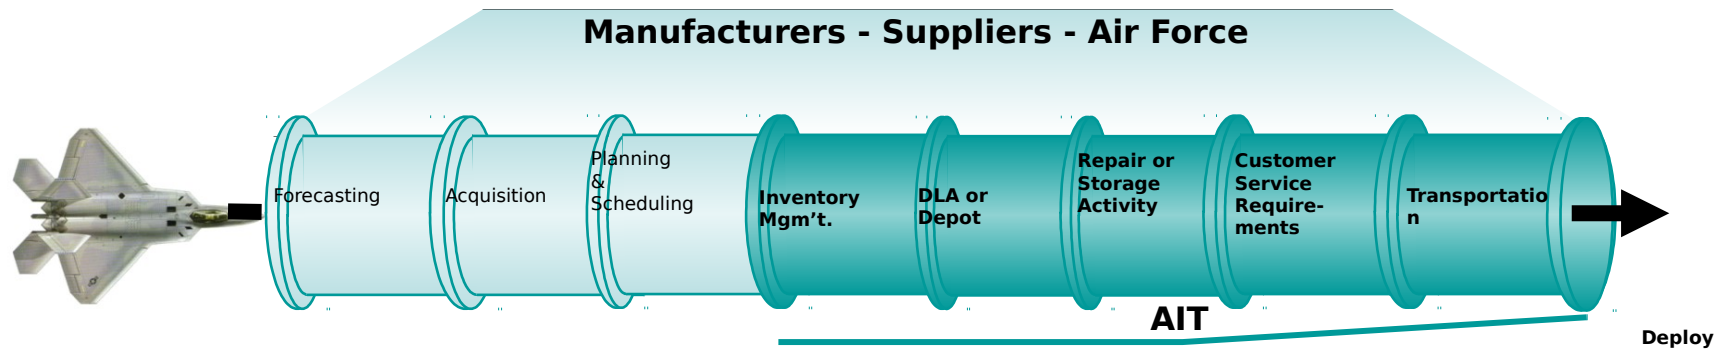 Manufacturers - Suppliers - Air Force
Forecasting
Acquisition
Planning
&
Scheduling
Inventory
Mgm’t.
DLA or
Depot
Repair or
Storage
Activity
Customer
Service
Require-
ments
Transportatio
n
AIT
Deploy